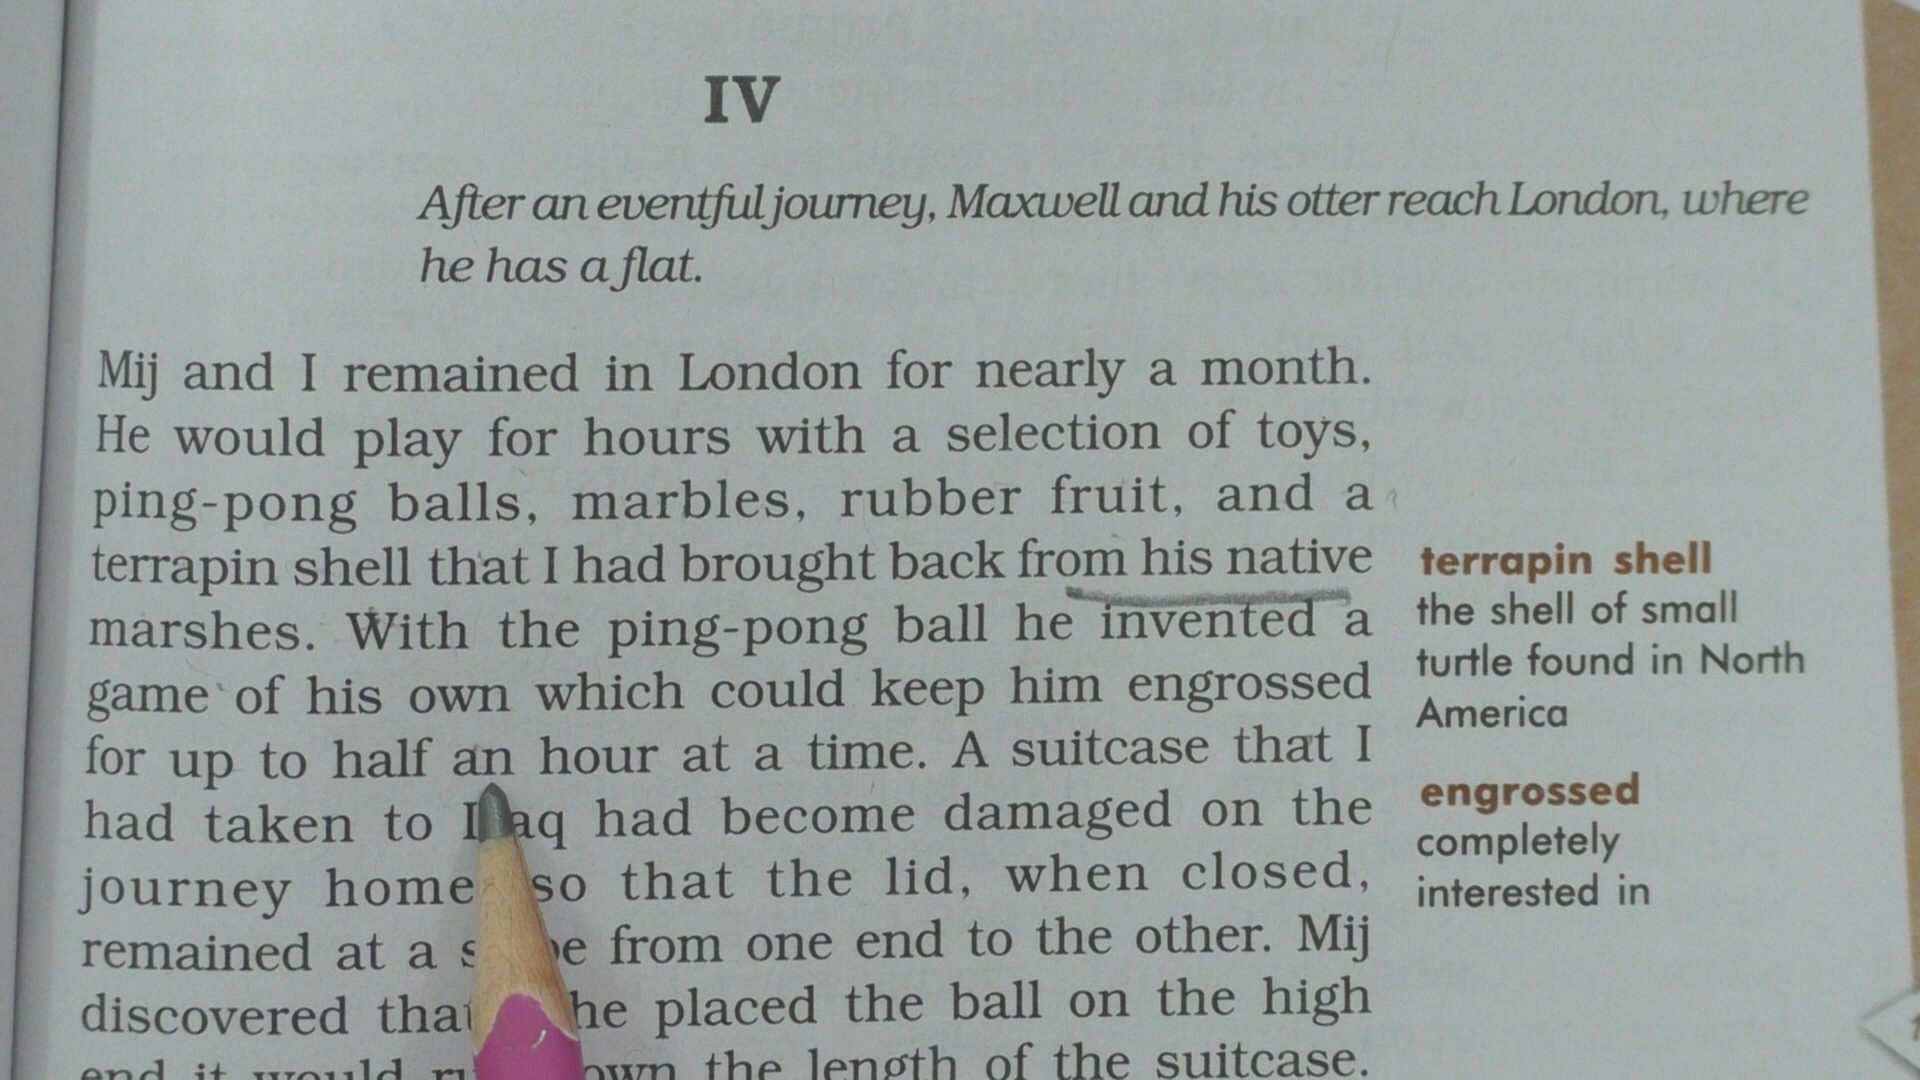 IV
After an eventful journey, Maxwell and his otter reach London, where
he has a flat.
Mij and I remained in London for nearly a month.
He would play for hours with a selection of toys,
ping-pong balls, marbles, rubber fruit, and a
terrapin shell that I had brought back from his native
marshes. With the ping-pong ball he invented a
game of his own which could keep him engrossed
for up to half an hour at a time. A suitcase that I
had taken to Iraq had become damaged on the
journey home so that the lid, when closed,
remained at a from one end to the other. Mij
discovered that he placed the ball on the high
end it would down the length of the suitcase.
terrapin shell
the shell of small
turtle found in North
America
engrossed
completely
interested in